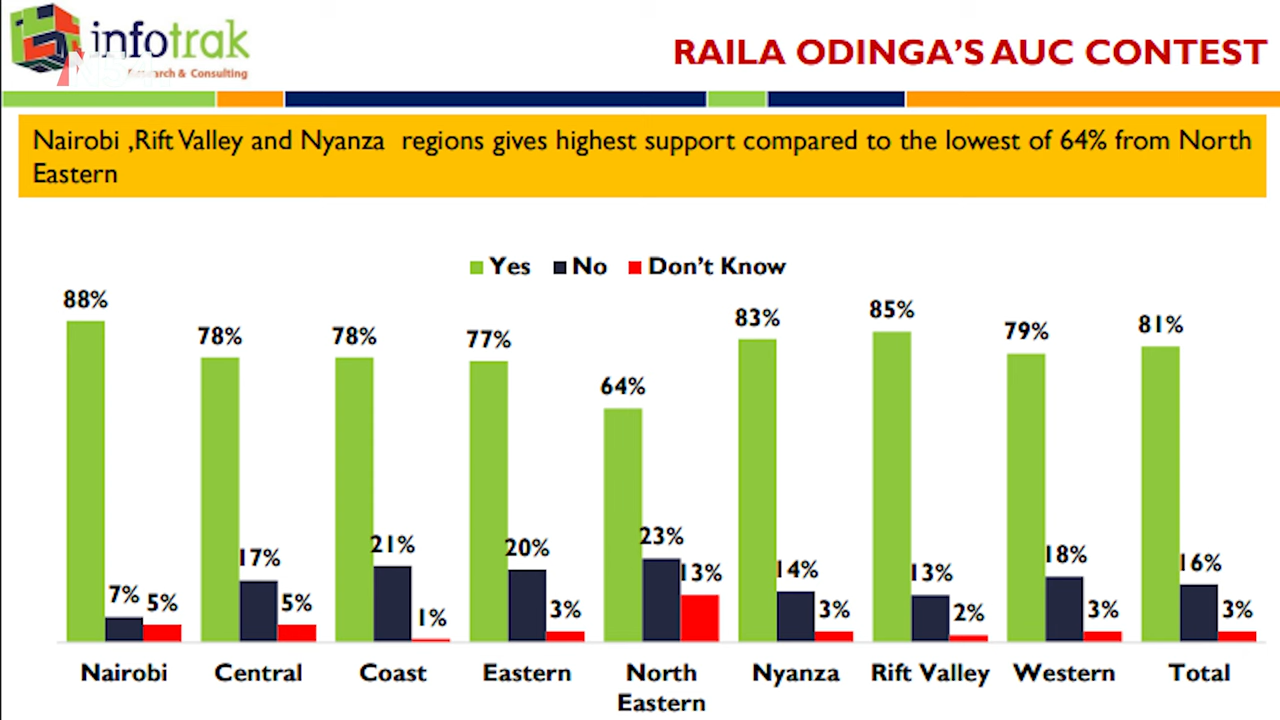 infotrak
Research & Consulting
RAILA ODINGA'S AUC CONTEST
Nairobi ,Rift Valley and Nyanza regions gives highest support compared to the lowest of 64% from North
Eastern
Yes No Don't Know
88% 7% 5%
78% 17% 5%
78% 21% 1%
77% 20% 3%
64% 23% 13%
83% 14% 3%
85% 13% 2%
79% 18% 3%
81% 16% 3%
Nairobi Central Coast Eastern North Eastern Nyanza Rift Valley Western Total